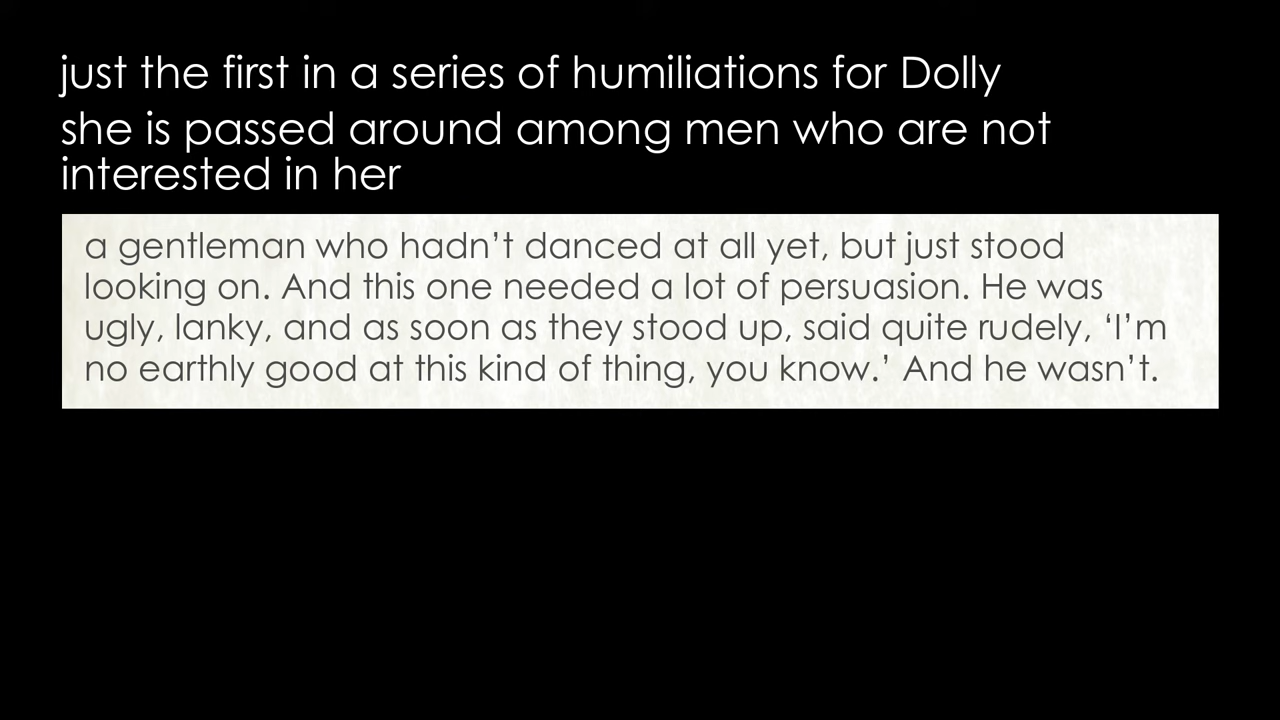 just the first in a series of humiliations for Dolly
she is passed around among men who are not
interested in her
a gentleman who hadn’t danced at all yet, but just stood
looking on. And this one needed a lot of persuasion. He was
ugly, lanky, and as soon as they stood up, said quite rudely, ‘I’m
no earthly good at this kind of thing, you know.’ And he wasn’t.